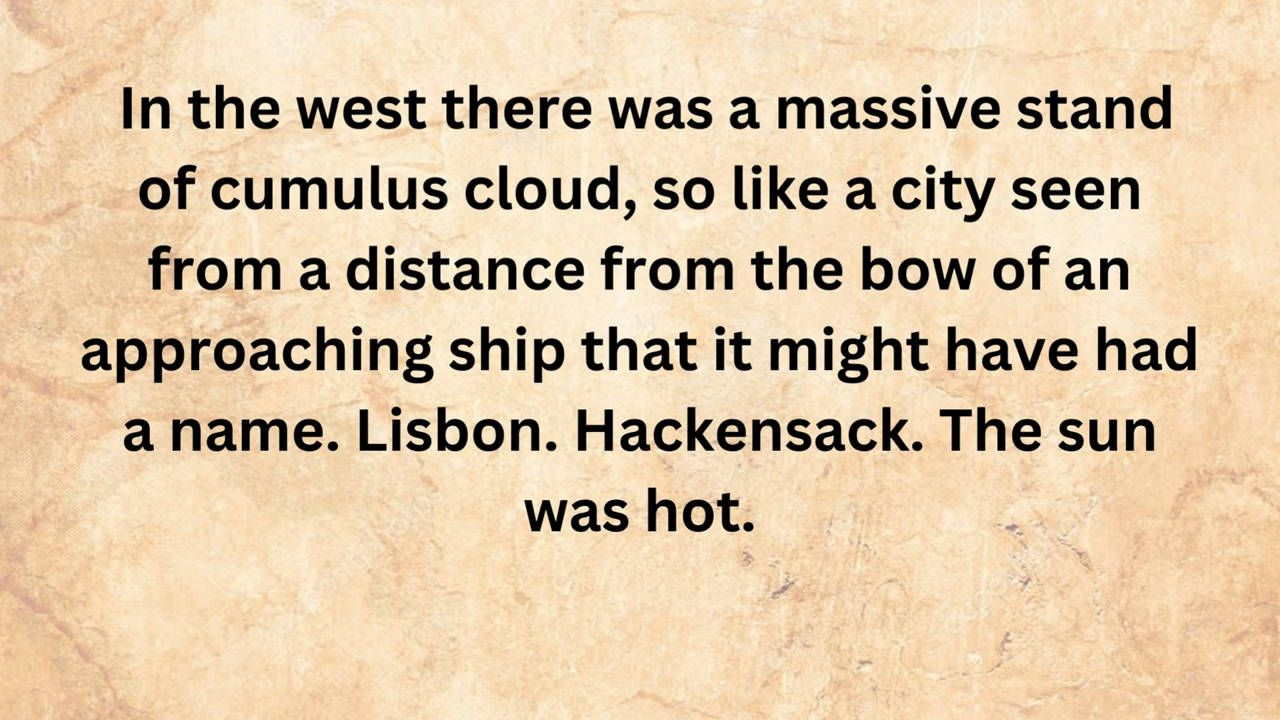 In the west there was a massive stand
of cumulus cloud, so like a city seen
from a distance from the bow of an
approaching ship that it might have had
a name. Lisbon. Hackensack. The sun
was hot.